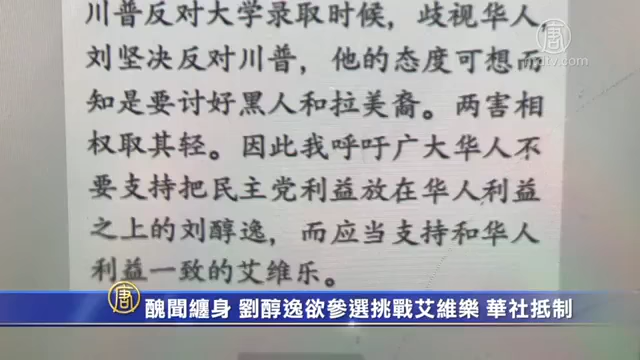 川普反对大学录取时候，歧视华人
刘坚决反对川普，他的态度可想而
知是要讨好黑人和拉美裔。两害相
权取其轻。因此我呼吁广大华人不
要支持把民主党利益放在华人利益
之上的刘醇逸，而应当支持和华人
利益一致的艾维乐。
唐
ntdtv.com
唐
醜聞纏身 劉醇逸欲參選挑戰艾維樂 華社抵制